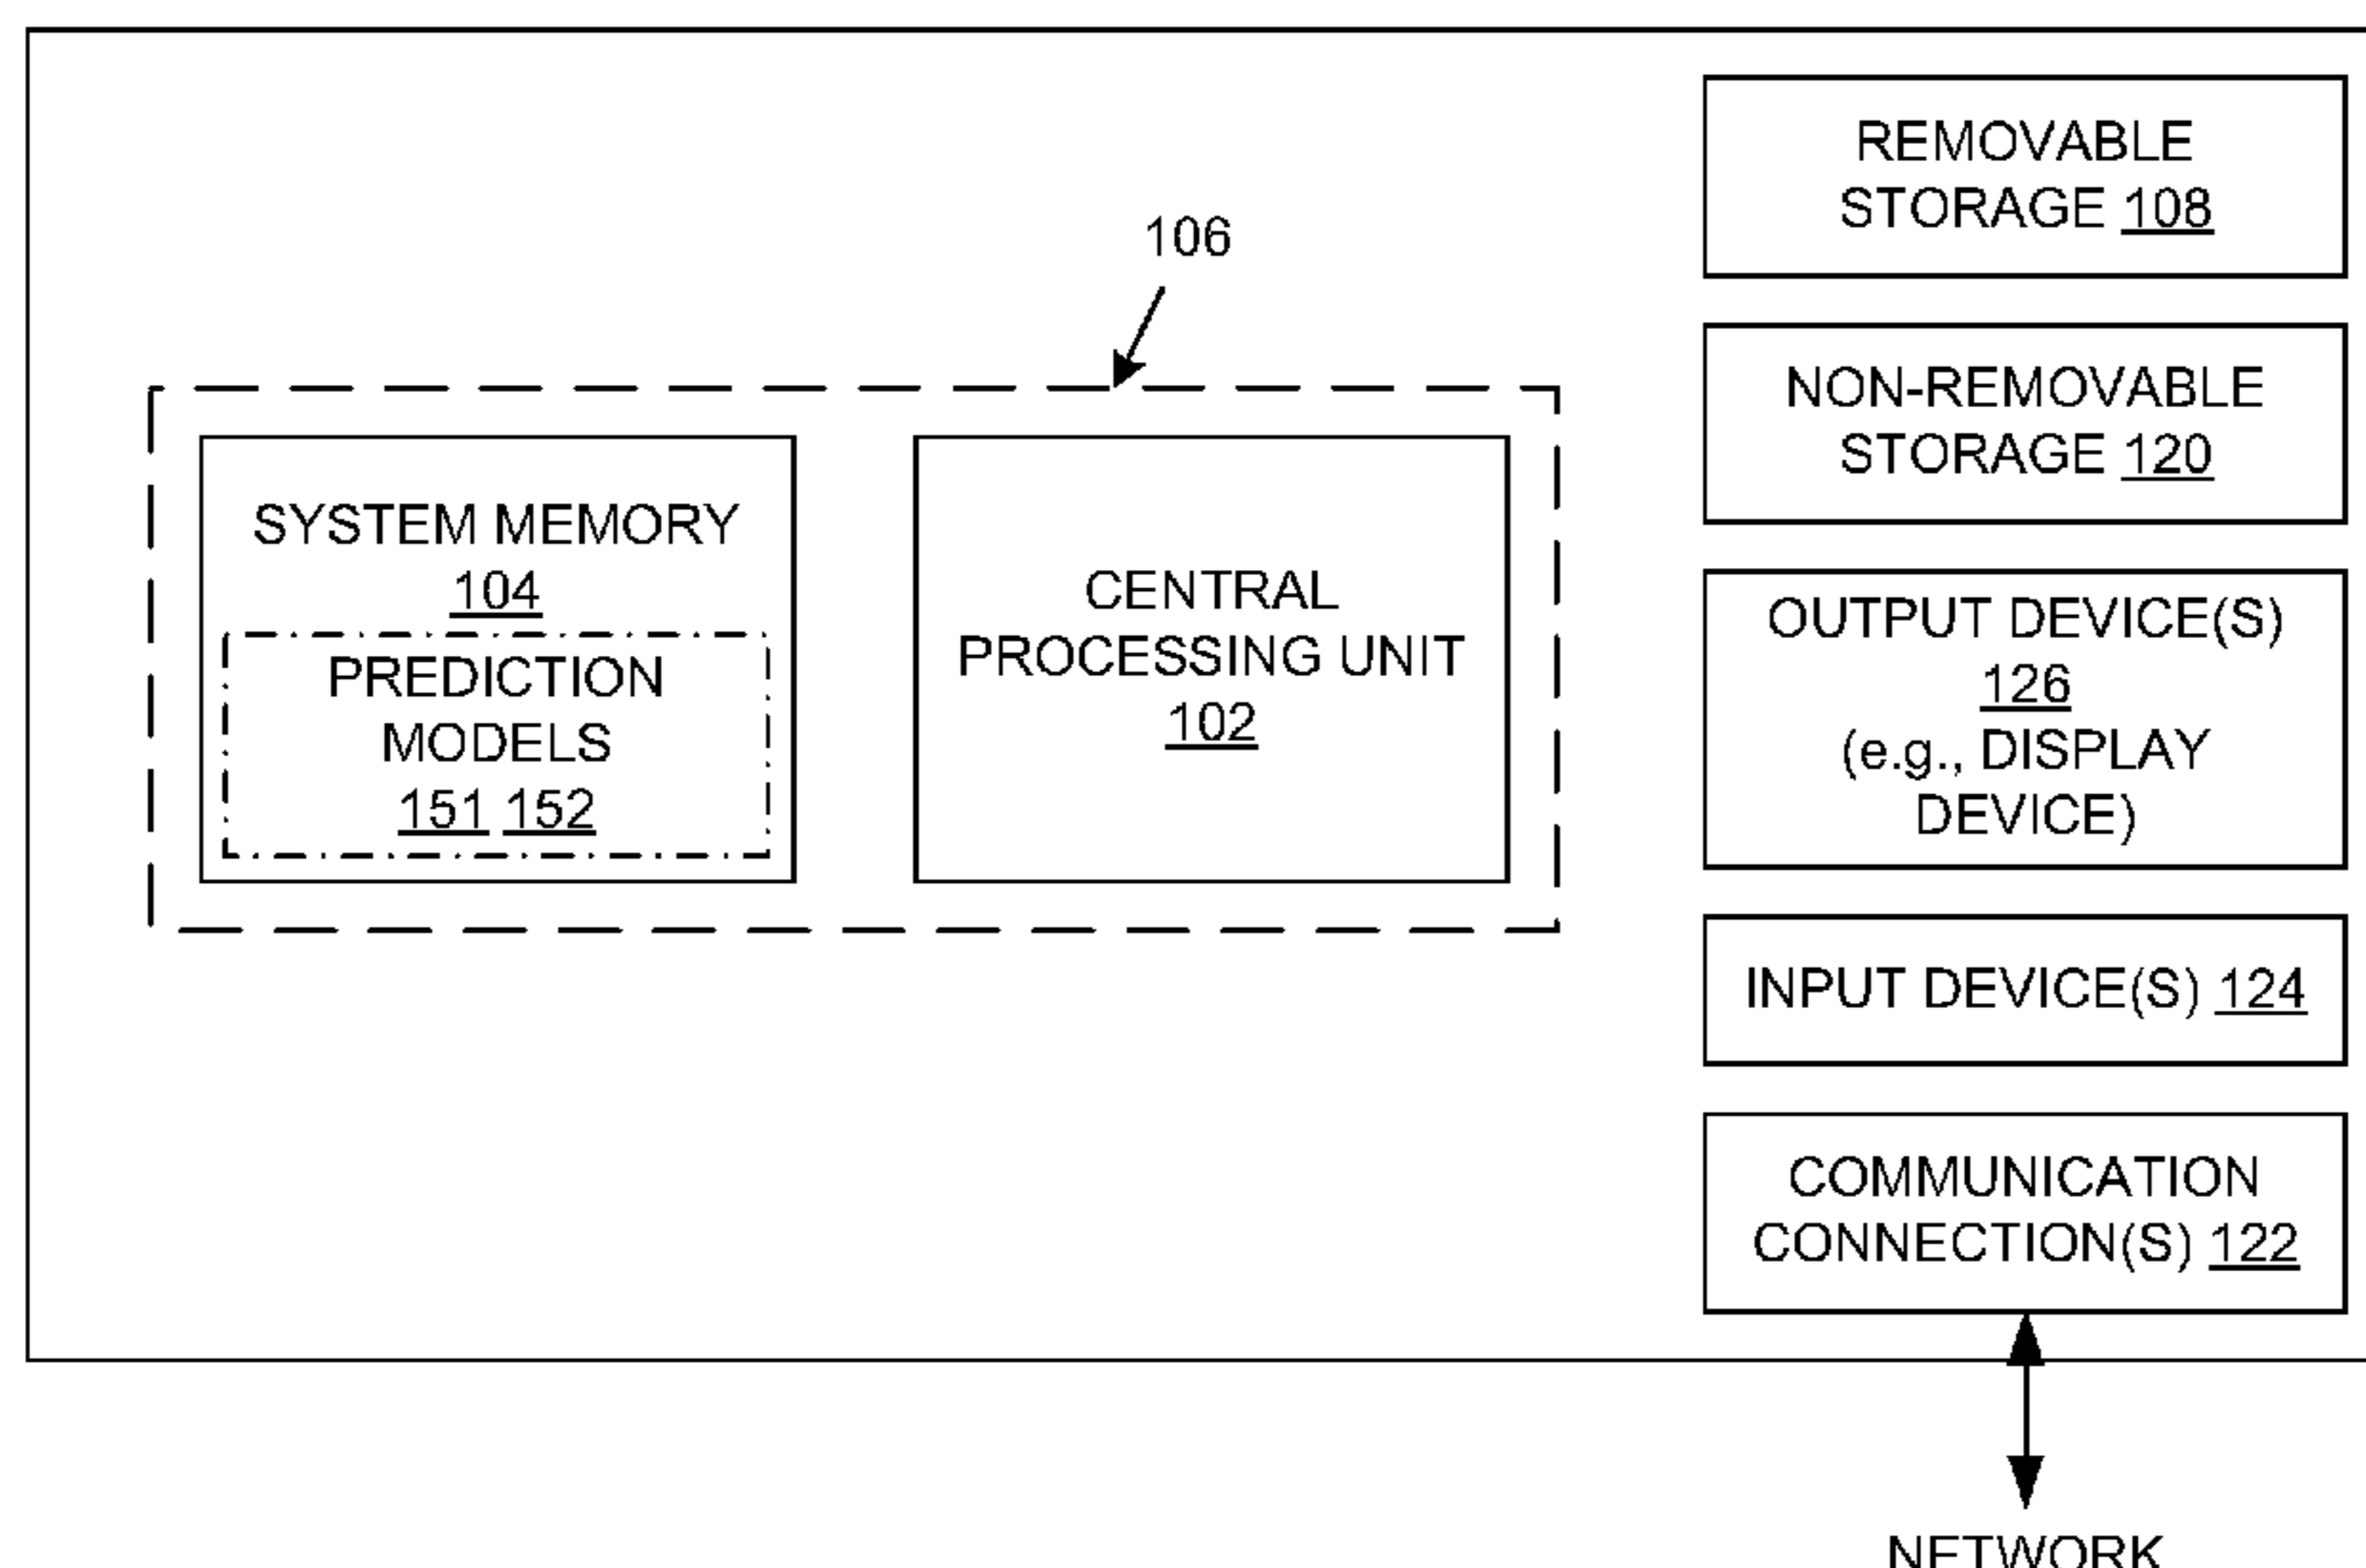 106
SYSTEM MEMORY
104
PREDICTION
MODELS
151 152
CENTRAL
PROCESSING UNIT
102
REMOVABLE
STORAGE 108
NON-REMOVABLE
STORAGE 120
OUTPUT DEVICE(S)
126
(e.g., DISPLAY
DEVICE)
INPUT DEVICE(S) 124
COMMUNICATION
CONNECTION(S) 122
NETWORK